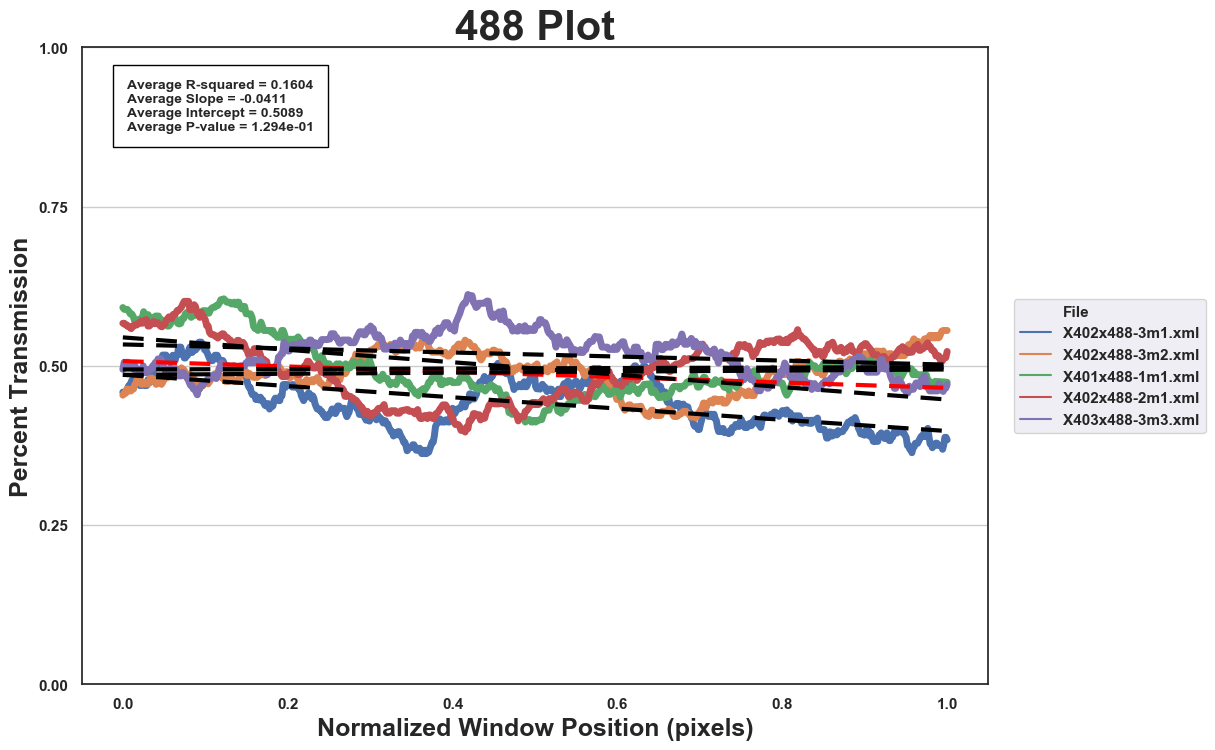 488 Plot
Average R-squared = 0.1604
Average Slope = -0.0411
Average Intercept = 0.5089
Average P-value = 1.294e-01
Percent Transmission
1.00
0.75
0.50
0.25
0.00
0.0 0.2 0.4 0.6 0.8 1.0
Normalized Window Position (pixels)
File
X402x488-3m1.xml
X402x488-3m2.xml
X401x488-1m1.xml
X402x488-2m1.xml
X403x488-3m3.xml